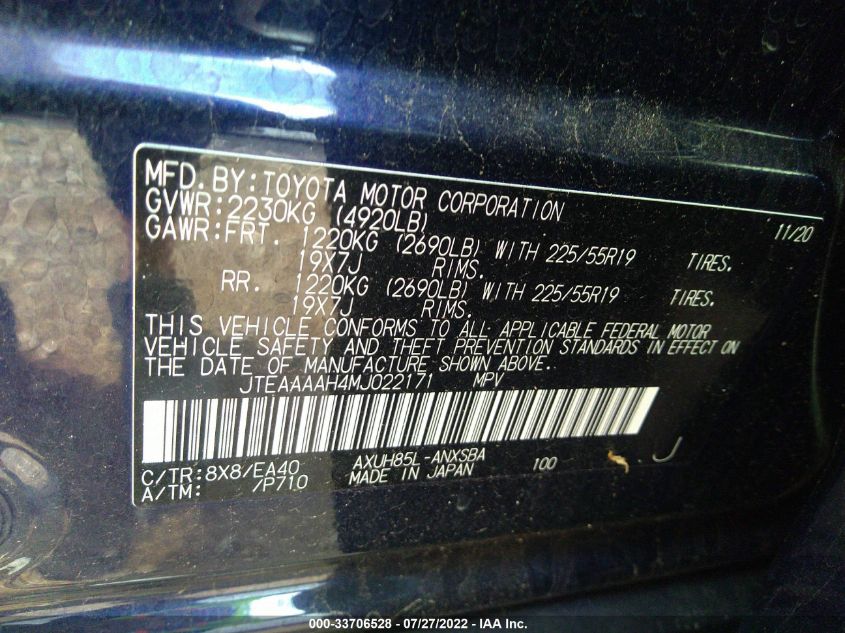 MFD.BY:TOYOTA MOTOR CORPORATION 11/20
GVWR:2230KG (4920LB)
GAWR:FRT. 1220KG (2690LB) WITH 225/55R19 TIRES.
19X7J RIMS.
RR. 1220KG (2690LB) WITH 225/55R19 TIRES.
19X7J RIMS.
THIS VEHICLE CONFORMS TO ALL APPLICABLE FEDERAL MOTOR
VEHICLE SAFETY AND THEFT PREVENTION STANDARDS IN EFFECT ON
THE DATE OF MANUFACTURE SHOWN ABOVE.
JTEAAAAH4MJ022171 MPV
C/TR:8X8/EA40 AXUH85L-ANXSBA 100 J
A/TM: /P710 MADE IN JAPAN
000-33706528 - 07/27/2022 - IAA Inc.